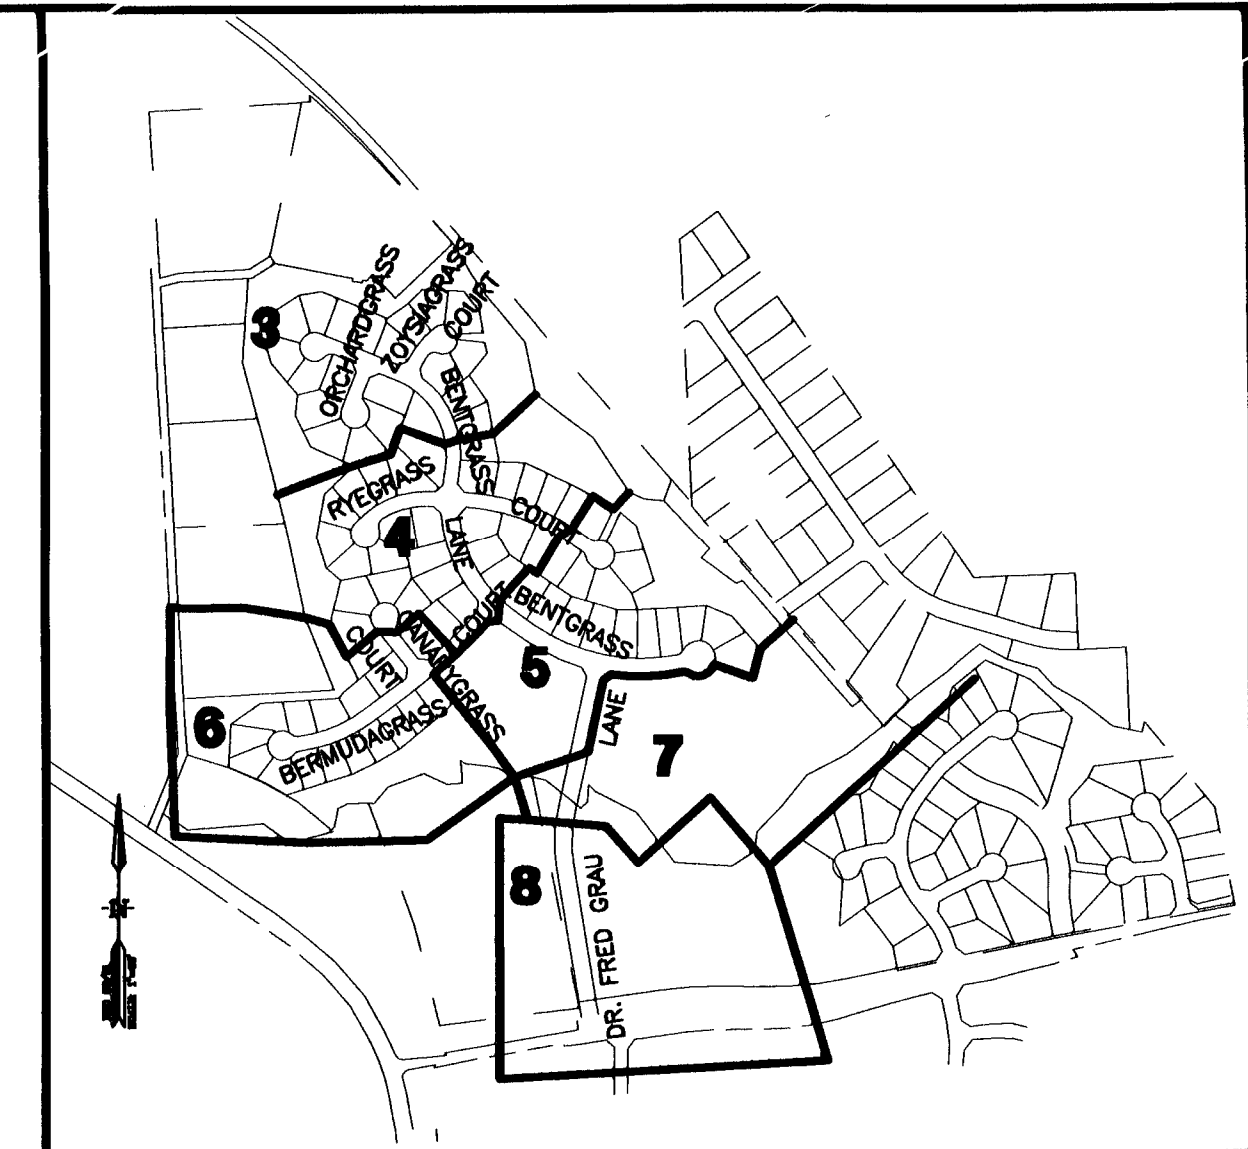 ORCHARDGRASS
ZOYSIAGRASS
COURT
3
BENTGRASS
RYEGRASS
COURT
4
LANE
COURT
BENTGRASS
CANARYGRASS
COURT
5
LANE
6
BERMUDAGRASS
7
8
DR. FRED GRAU